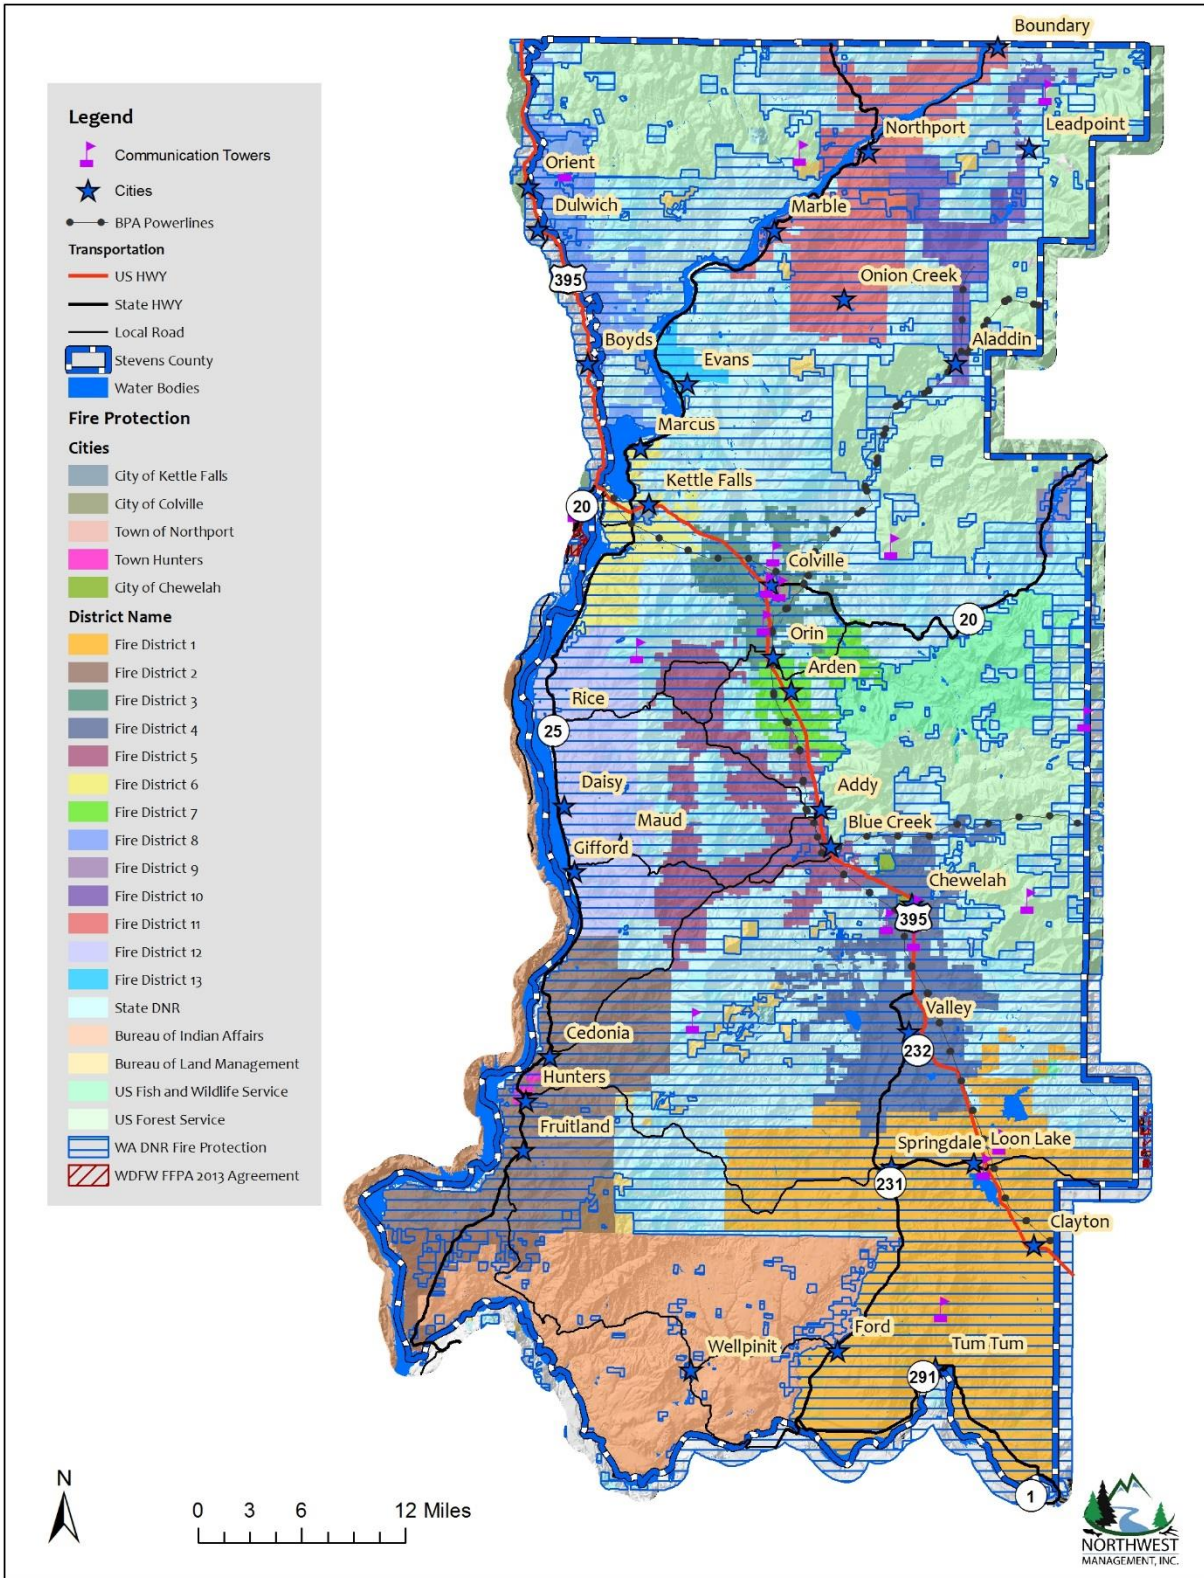 Legend
Communication Towers
Cities
BPA Powerlines
Transportation
US HWY
State HWY
Local Road
Stevens County
Water Bodies
Fire Protection
Cities
City of Kettle Falls
City of Colville
Town of Northport
Town Hunters
City of Chewelah
District Name
Fire District 1
Fire District 2
Fire District 3
Fire District 4
Fire District 5
Fire District 6
Fire District 7
Fire District 8
Fire District 9
Fire District 10
Fire District 11
Fire District 12
Fire District 13
State DNR
Bureau of Indian Affairs
Bureau of Land Management
US Fish and Wildlife Service
US Forest Service
WA DNR Fire Protection
WDFW FFPA 2013 Agreement
Boundary
Northport
Leadpoint
Orient
Dulwich
Marble
395
Onion Creek
Boyds
Aladdin
Evans
Marcus
Kettle Falls
20
Colville
20
Orin
Arden
Rice
25
Daisy
Addy
Maud
Blue Creek
Gifford
Chewelah
395
Valley
Cedonia
232
Hunters
Fruitland
Springdale
Loon Lake
231
Clayton
Ford
Tum Tum
Wellpinit
291
1
N
0 3 6 12 Miles
NORTHWEST
MANAGEMENT, INC.